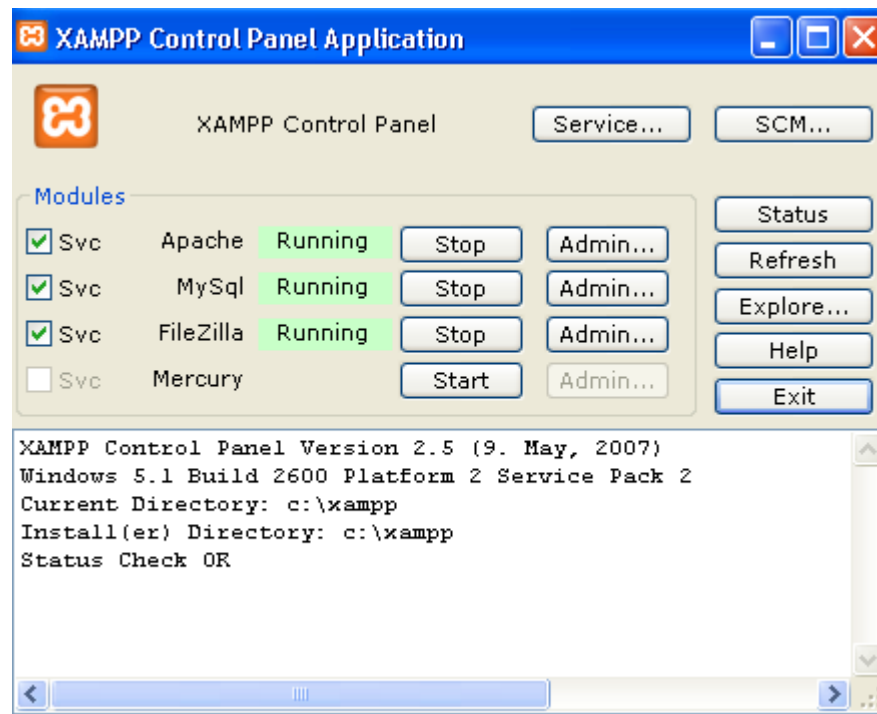 XAMPP Control Panel Application
XAMPP Control Panel Service... SCM...
Modules
Svc Apache Running Stop Admin...
Svc MySql Running Stop Admin...
Svc FileZilla Running Stop Admin...
Svc Mercury Start Admin...
Status
Refresh
Explore...
Help
Exit
XAMPP Control Panel Version 2.5 (9. May, 2007)
Windows 5.1 Build 2600 Platform 2 Service Pack 2
Current Directory: c:\xampp
Install(er) Directory: c:\xampp
Status Check OK